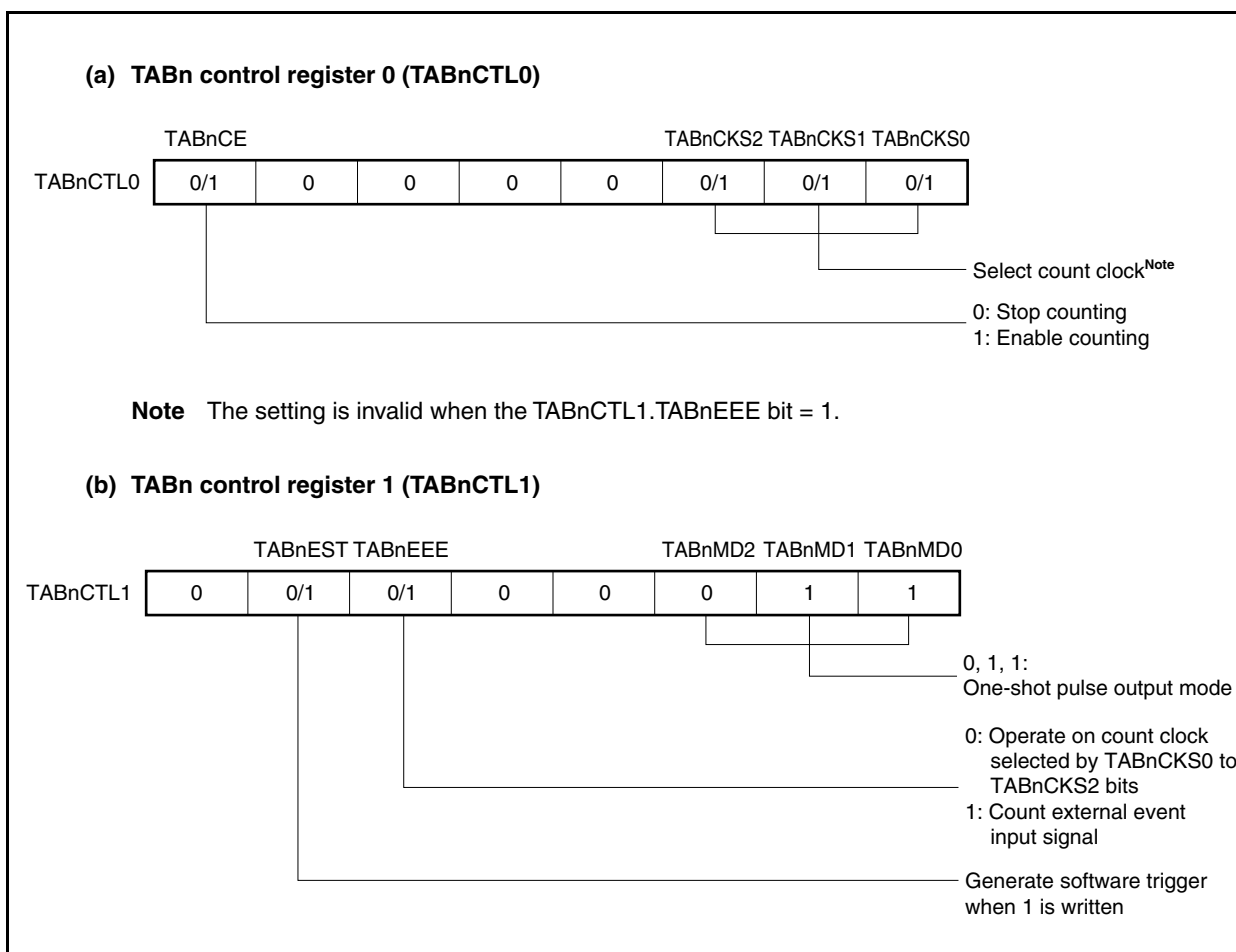 (a) TABn control register 0 (TABnCTL0)
TABnCE TABnCKS2 TABnCKS1 TABnCKS0
TABnCTL0 0/1 0 0 0 0 0/1 0/1 0/1
Select count clockNote
0: Stop counting
1: Enable counting
Note The setting is invalid when the TABnCTL1.TABnEEE bit = 1.
(b) TABn control register 1 (TABnCTL1)
TABnEST TABnEEE TABnMD2 TABnMD1 TABnMD0
TABnCTL1 0 0/1 0/1 0 0 0 1 1
0, 1, 1:
One-shot pulse output mode
0: Operate on count clock
selected by TABnCKS0 to
TABnCKS2 bits
1: Count external event
input signal
Generate software trigger
when 1 is written